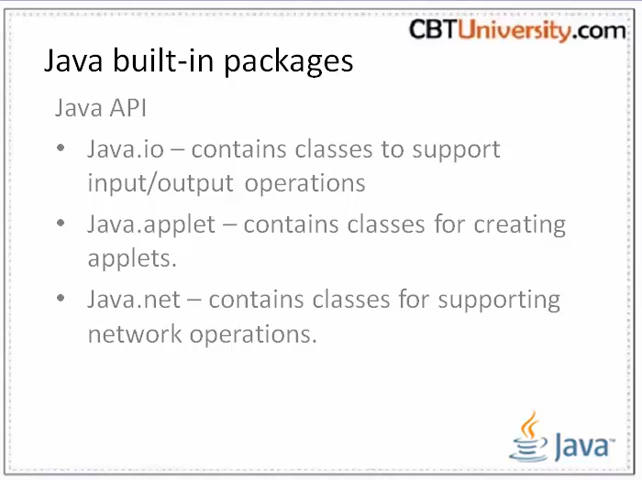 CBTUniversity.com
Java built-in packages
Java API
• Java.io – contains classes to support
input/output operations
• Java.applet – contains classes for creating
applets.
• Java.net – contains classes for supporting
network operations.
Java™